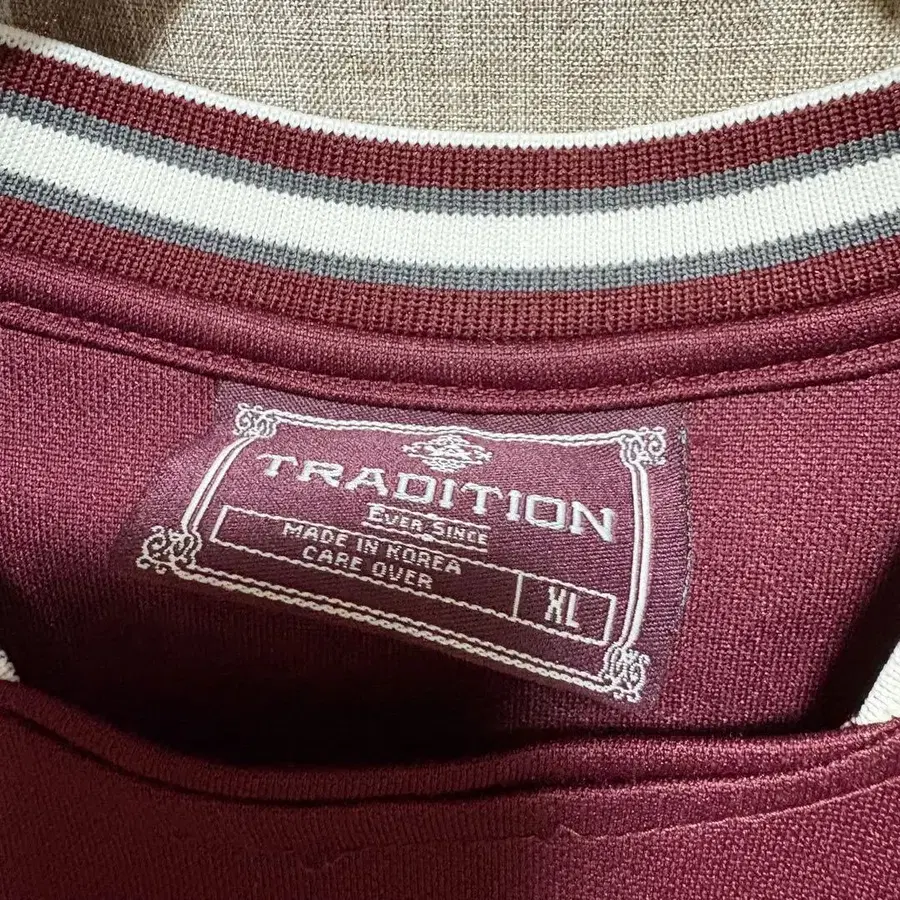 TRADITION
EVER SINCE
MADE IN KOREA
CARE OVER
XL